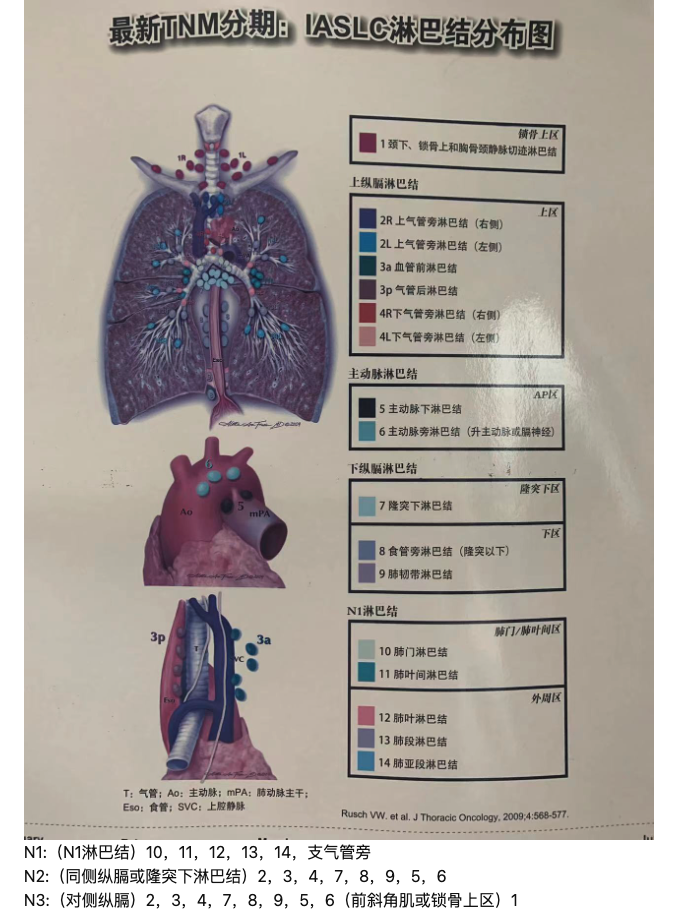 最新TNM分期：IASLC淋巴结分布图
锁骨上区
1 颈下、锁骨上和胸骨颈静脉切迹淋巴结
1R
1L
上纵膈淋巴结
上区
2R 上气管旁淋巴结（右侧）
2L 上气管旁淋巴结（左侧）
3a 血管前淋巴结
3p 气管后淋巴结
4R下气管旁淋巴结（右侧）
4L下气管旁淋巴结（左侧）
主动脉淋巴结
AP区
5 主动脉下淋巴结
6 主动脉旁淋巴结（升主动脉或膈神经）
下纵膈淋巴结
隆突下区
7 隆突下淋巴结
下区
8 食管旁淋巴结（隆突以下）
9 肺韧带淋巴结
6
5
Ao
mPA
N1淋巴结
肺门/肺叶间区
10 肺门淋巴结
11 肺叶间淋巴结
外周区
12 肺叶淋巴结
13 肺段淋巴结
14 肺亚段淋巴结
3p
3a
T
Eso
T：气管；Ao：主动脉；mPA：肺动脉主干；
Eso：食管；SVC：上腔静脉
Rusch VW. et al. J Thoracic Oncology, 2009;4:568-577.
N1:（N1淋巴结）10，11，12，13，14，支气管旁
N2:（同侧纵膈或隆突下淋巴结）2，3，4，7，8，9，5，6
N3:（对侧纵膈）2，3，4，7，8，9，5，6（前斜角肌或锁骨上区）1